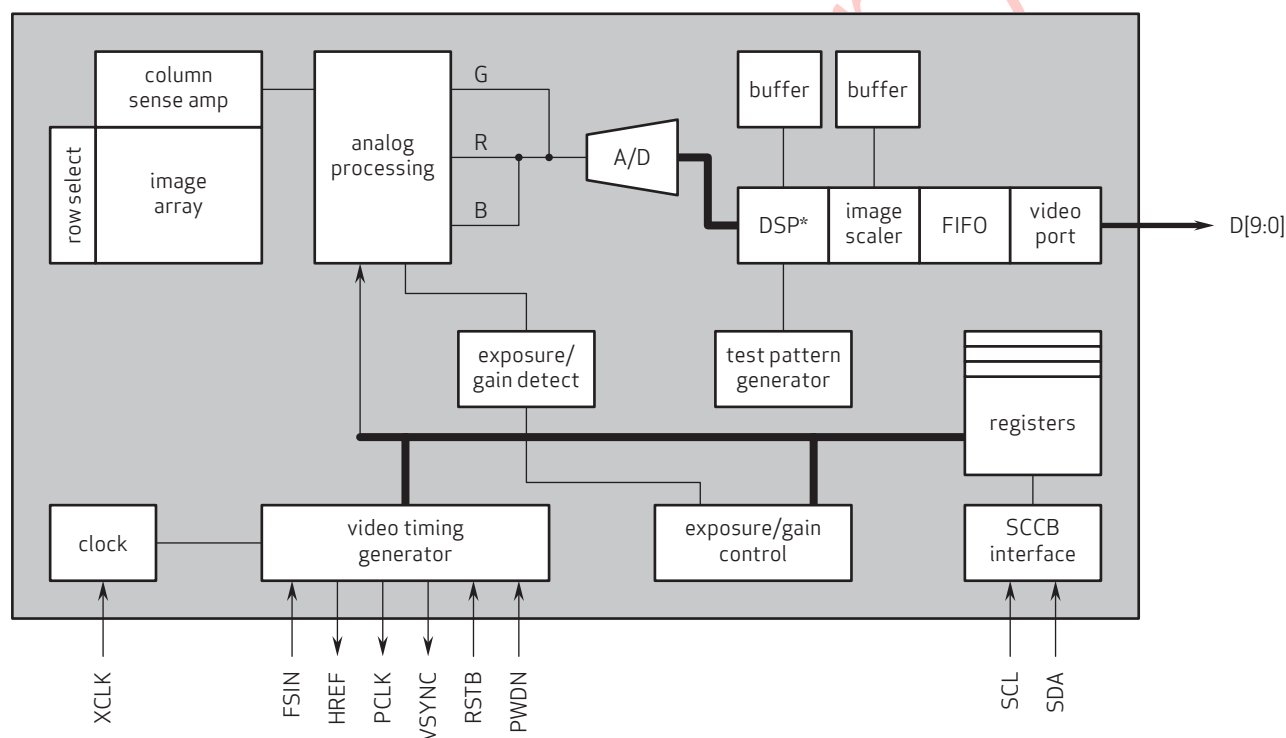 column
sense amp
row select
image
array
analog
processing
G
R
B
A/D
buffer
buffer
DSP*
image
scaler
FIFO
video
port
D[9:0]
exposure/
gain detect
test pattern
generator
registers
clock
video timing
generator
exposure/gain
control
SCCB
interface
XCLK
FSIN
HREF
PCLK
VSYNC
RSTB
PWDN
SCL
SDA